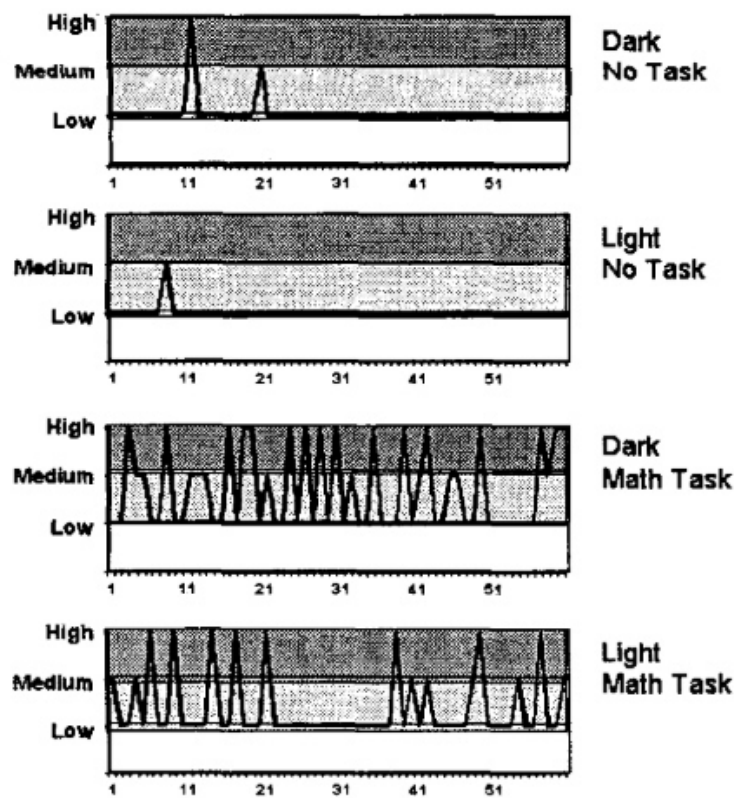 High
Medium
Low
1 11 21 31 41 51
Dark
No Task
High
Medium
Low
1 11 21 31 41 51
Light
No Task
High
Medium
Low
1 11 21 31 41 51
Dark
Math Task
High
Medium
Low
1 11 21 31 41 51
Light
Math Task